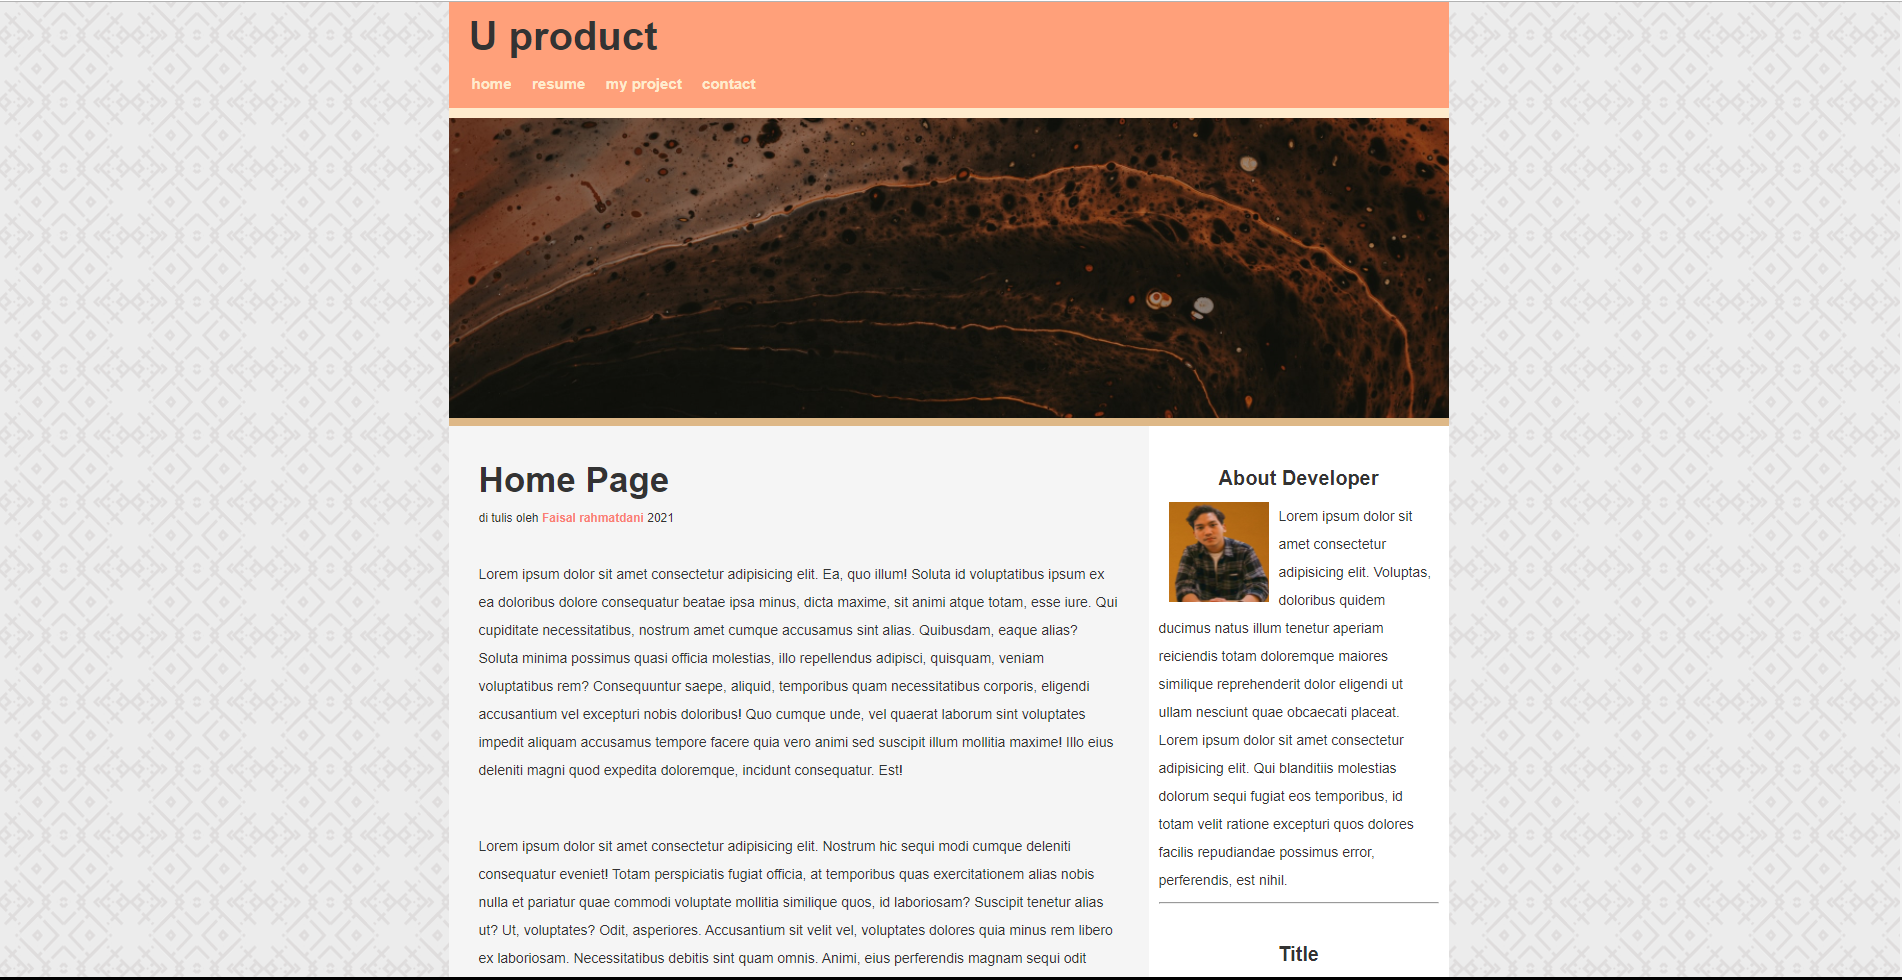 U product
home resume my project contact
Home Page
di tulis oleh Faisal rahmatdani 2021
Lorem ipsum dolor sit amet consectetur adipisicing elit. Ea, quo illum! Soluta id voluptatibus ipsum ex
ea doloribus dolore consequatur beatae ipsa minus, dicta maxime, sit animi atque totam, esse iure. Qui
cupiditate necessitatibus, nostrum amet cumque accusamus sint alias. Quibusdam, eaque alias?
Soluta minima possimus quasi officia molestias, illo repellendus adipisci, quisquam, veniam
voluptatibus rem? Consequuntur saepe, aliquid, temporibus quam necessitatibus corporis, eligendi
accusantium vel excepturi nobis doloribus! Quo cumque unde, vel quaerat laborum sint voluptates
impedit aliquam accusamus tempore facere quia vero animi sed suscipit illum mollitia maxime! Illo eius
deleniti magni quod expedita doloremque, incidunt consequatur. Est!
Lorem ipsum dolor sit amet consectetur adipisicing elit. Nostrum hic sequi modi cumque deleniti
consequatur eveniet! Totam perspiciatis fugiat officia, at temporibus quas exercitationem alias nobis
nulla et pariatur quae commodi voluptate mollitia similique quos, id laboriosam? Suscipit tenetur alias
ut? Ut, voluptates? Odit, asperiores. Accusantium sit velit vel, voluptates dolores quia minus rem libero
ex laboriosam. Necessitatibus debitis sint quam omnis. Animi, eius perferendis magnam sequi odit
About Developer
Lorem ipsum dolor sit
amet consectetur
adipisicing elit. Voluptas,
doloribus quidem
ducimus natus illum tenetur aperiam
reiciendis totam doloremque maiores
similique reprehenderit dolor eligendi ut
ullam nesciunt quae obcaecati placeat.
Lorem ipsum dolor sit amet consectetur
adipisicing elit. Qui blanditiis molestias
dolorum sequi fugiat eos temporibus, id
totam velit ratione excepturi quos dolores
facilis repudiandae possimus error,
perferendis, est nihil.
Title